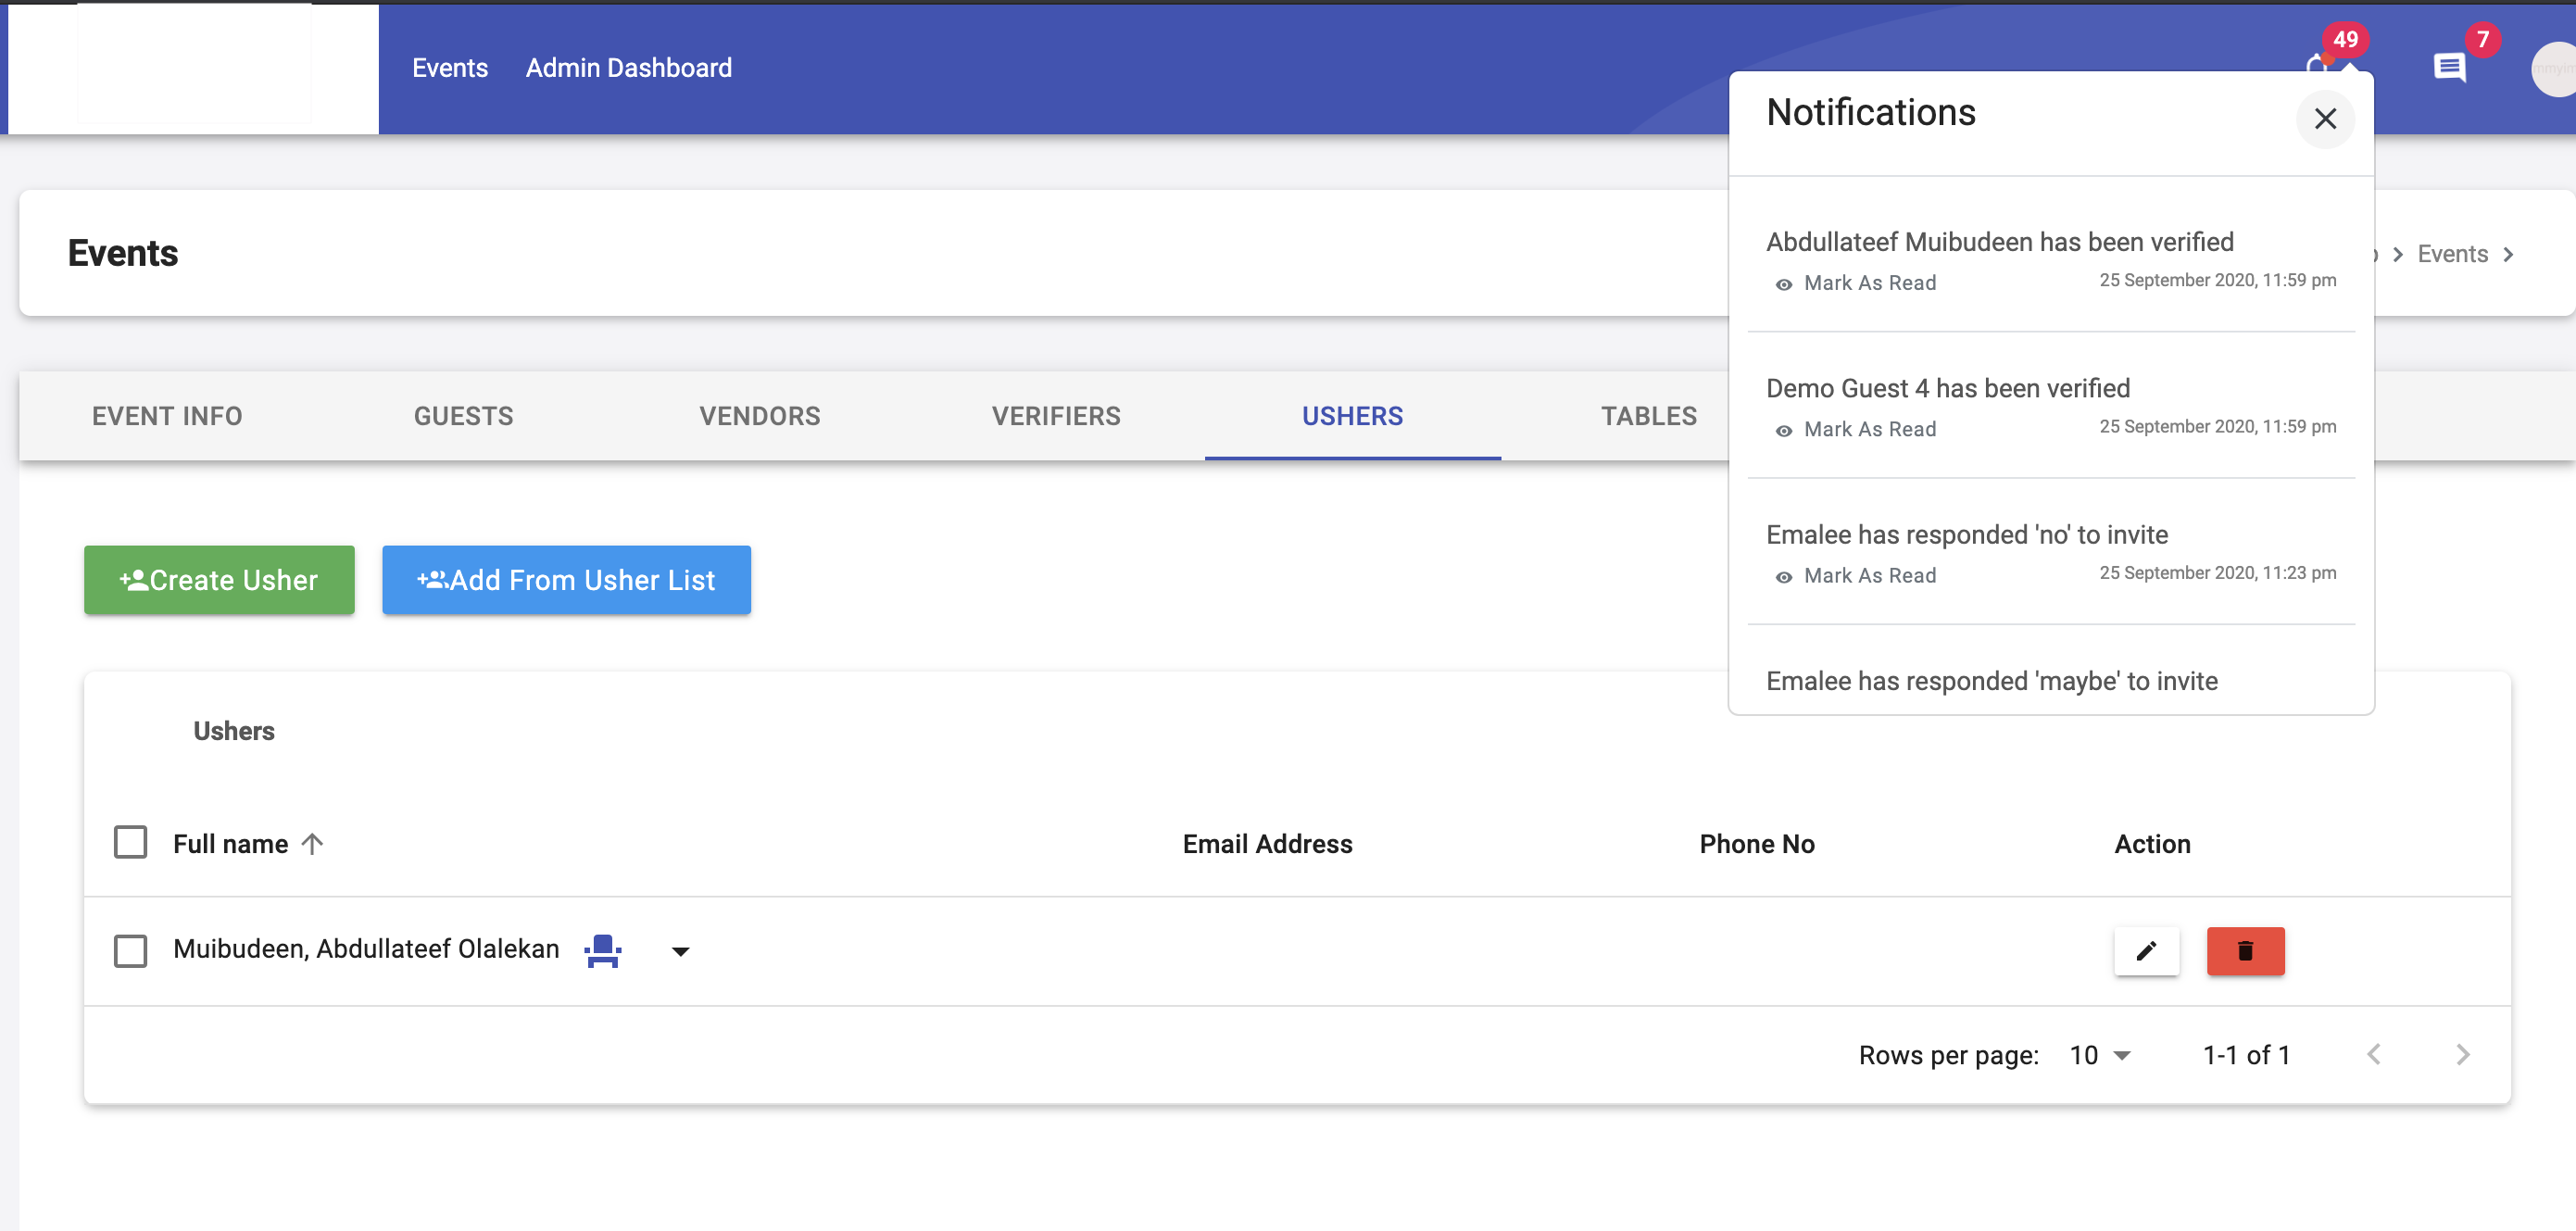 Events Admin Dashboard 49 7
Notifications
Events
Events
Abdullateef Muibudeen has been verified
Mark As Read 25 September 2020, 11:59 pm
Demo Guest 4 has been verified
Mark As Read 25 September 2020, 11:59 pm
Emalee has responded 'no' to invite
Mark As Read 25 September 2020, 11:23 pm
Emalee has responded 'maybe' to invite
EVENT INFO GUESTS VENDORS VERIFIERS USHERS TABLES
Create Usher Add From Usher List
Ushers
Full name Email Address Phone No Action
Muibudeen, Abdullateef Olalekan
Rows per page: 10 1-1 of 1